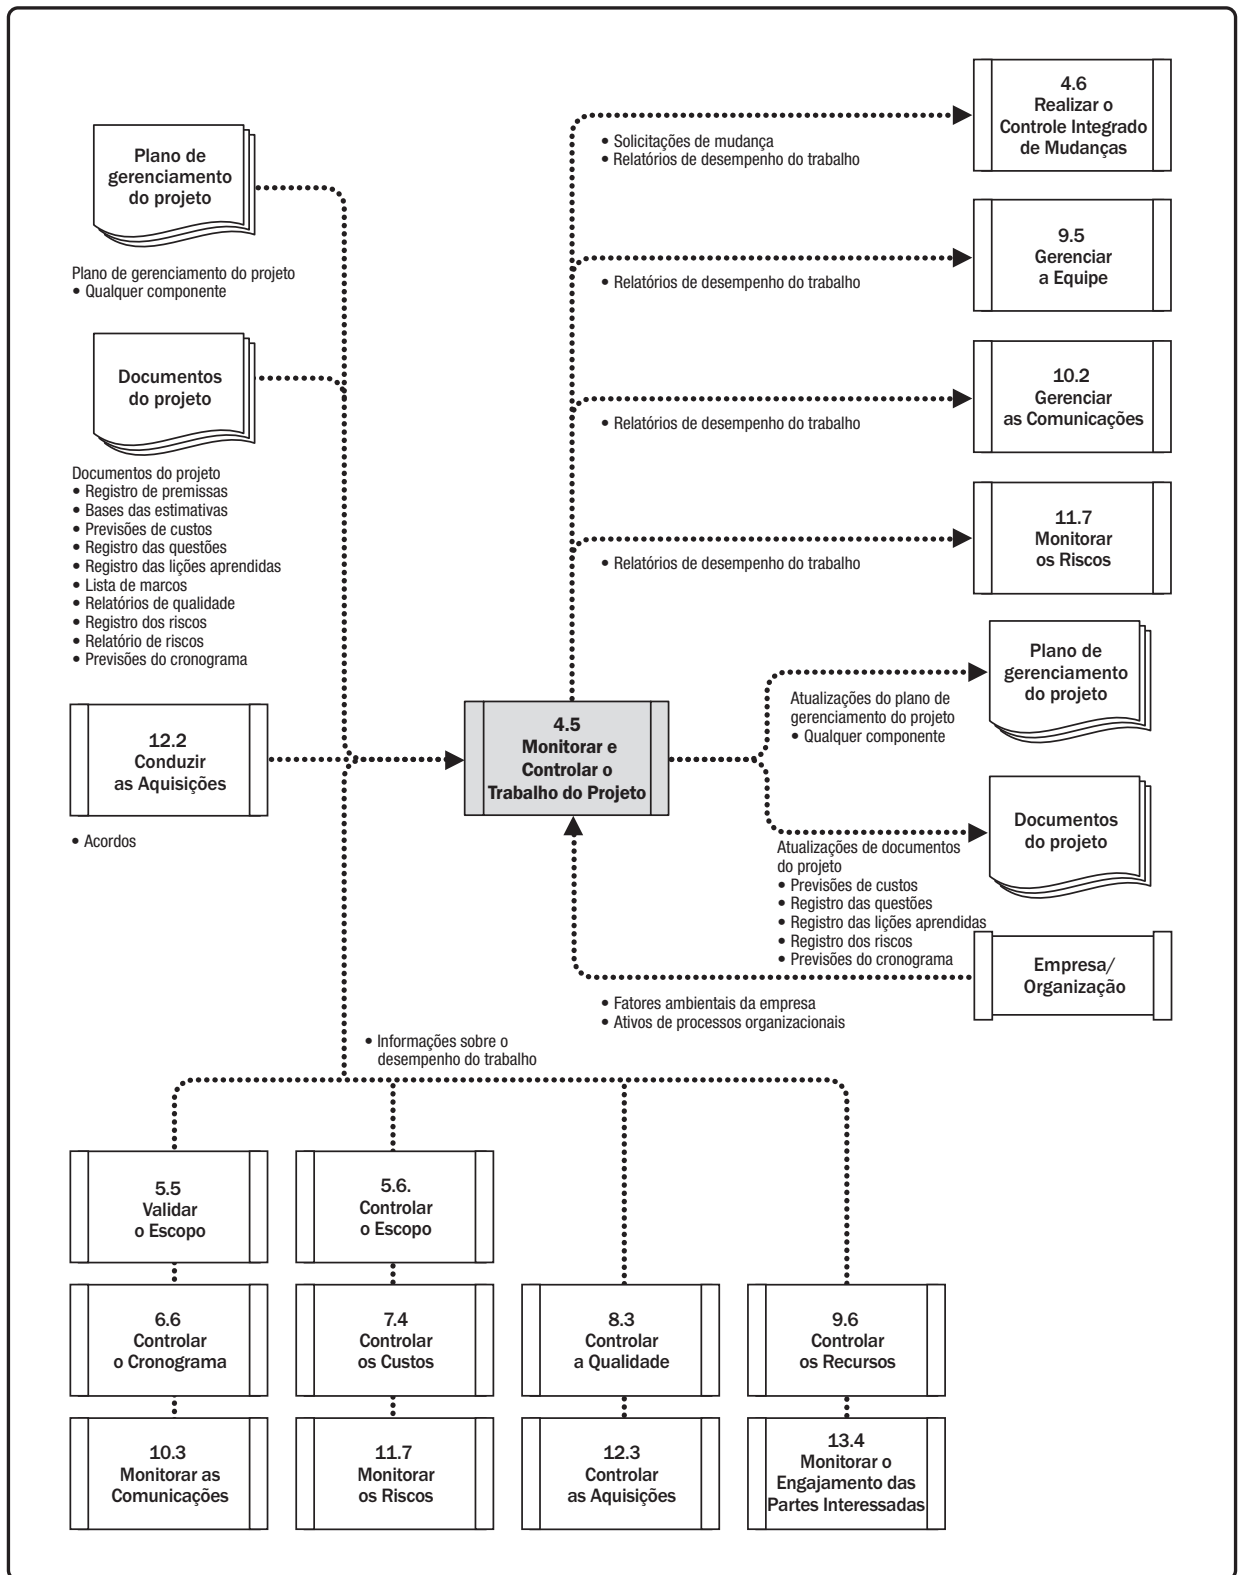 Plano de
gerenciamento
do projeto
Plano de gerenciamento do projeto
• Qualquer componente
Documentos
do projeto
Documentos do projeto
• Registro de premissas
• Bases das estimativas
• Previsões de custos
• Registro das questões
• Registro das lições aprendidas
• Lista de marcos
• Relatórios de qualidade
• Registro dos riscos
• Relatório de riscos
• Previsões do cronograma
12.2
Conduzir
as Aquisições
• Acordos
4.5
Monitorar e
Controlar o
Trabalho do Projeto
• Solicitações de mudança
• Relatórios de desempenho do trabalho
4.6
Realizar o
Controle Integrado
de Mudanças
• Relatórios de desempenho do trabalho
9.5
Gerenciar
a Equipe
• Relatórios de desempenho do trabalho
10.2
Gerenciar
as Comunicações
• Relatórios de desempenho do trabalho
11.7
Monitorar
os Riscos
Atualizações do plano de
gerenciamento do projeto
• Qualquer componente
Plano de
gerenciamento
do projeto
Atualizações de documentos
do projeto
• Previsões de custos
• Registro das questões
• Registro das lições aprendidas
• Registro dos riscos
• Previsões do cronograma
Documentos
do projeto
Empresa/
Organização
• Fatores ambientais da empresa
• Ativos de processos organizacionais
• Informações sobre o
desempenho do trabalho
5.5
Validar
o Escopo
5.6.
Controlar
o Escopo
6.6
Controlar
o Cronograma
7.4
Controlar
os Custos
8.3
Controlar
a Qualidade
9.6
Controlar
os Recursos
10.3
Monitorar as
Comunicações
11.7
Monitorar
os Riscos
12.3
Controlar
as Aquisições
13.4
Monitorar o
Engajamento das
Partes Interessadas